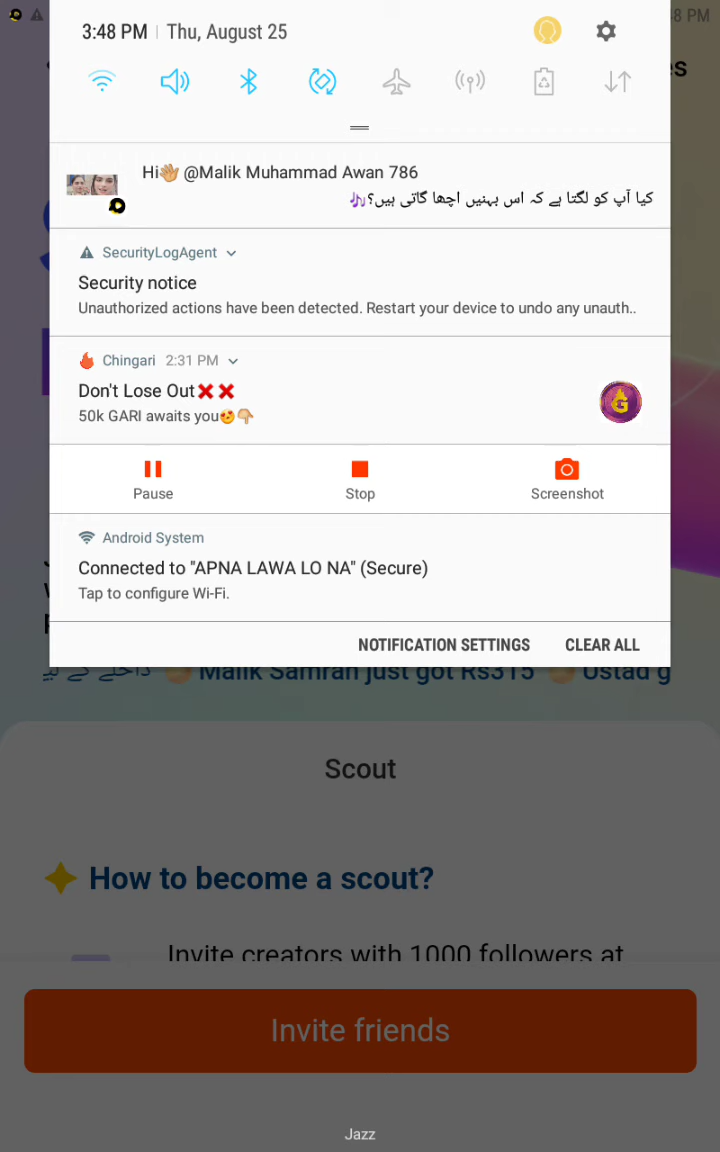 8 PM
3:48 PM Thu, August 25
s
Hi👋 @Malik Muhammad Awan 786
کیا آپ کو لگتا ہے کہ اس بہنیں اچھا گاتی ہیں؟🎶
SecurityLogAgent
Security notice
Unauthorized actions have been detected. Restart your device to undo any unauth..
Chingari 2:31 PM
Don't Lose Out❌❌
50k GARI awaits you😍👇
Pause Stop Screenshot
Android System
Connected to "APNA LAWA LO NA" (Secure)
Tap to configure Wi-Fi.
NOTIFICATION SETTINGS CLEAR ALL
Malik Samran just got Rs315 Ustad g
Scout
How to become a scout?
Invite creators with 1000 followers at
Invite friends
Jazz